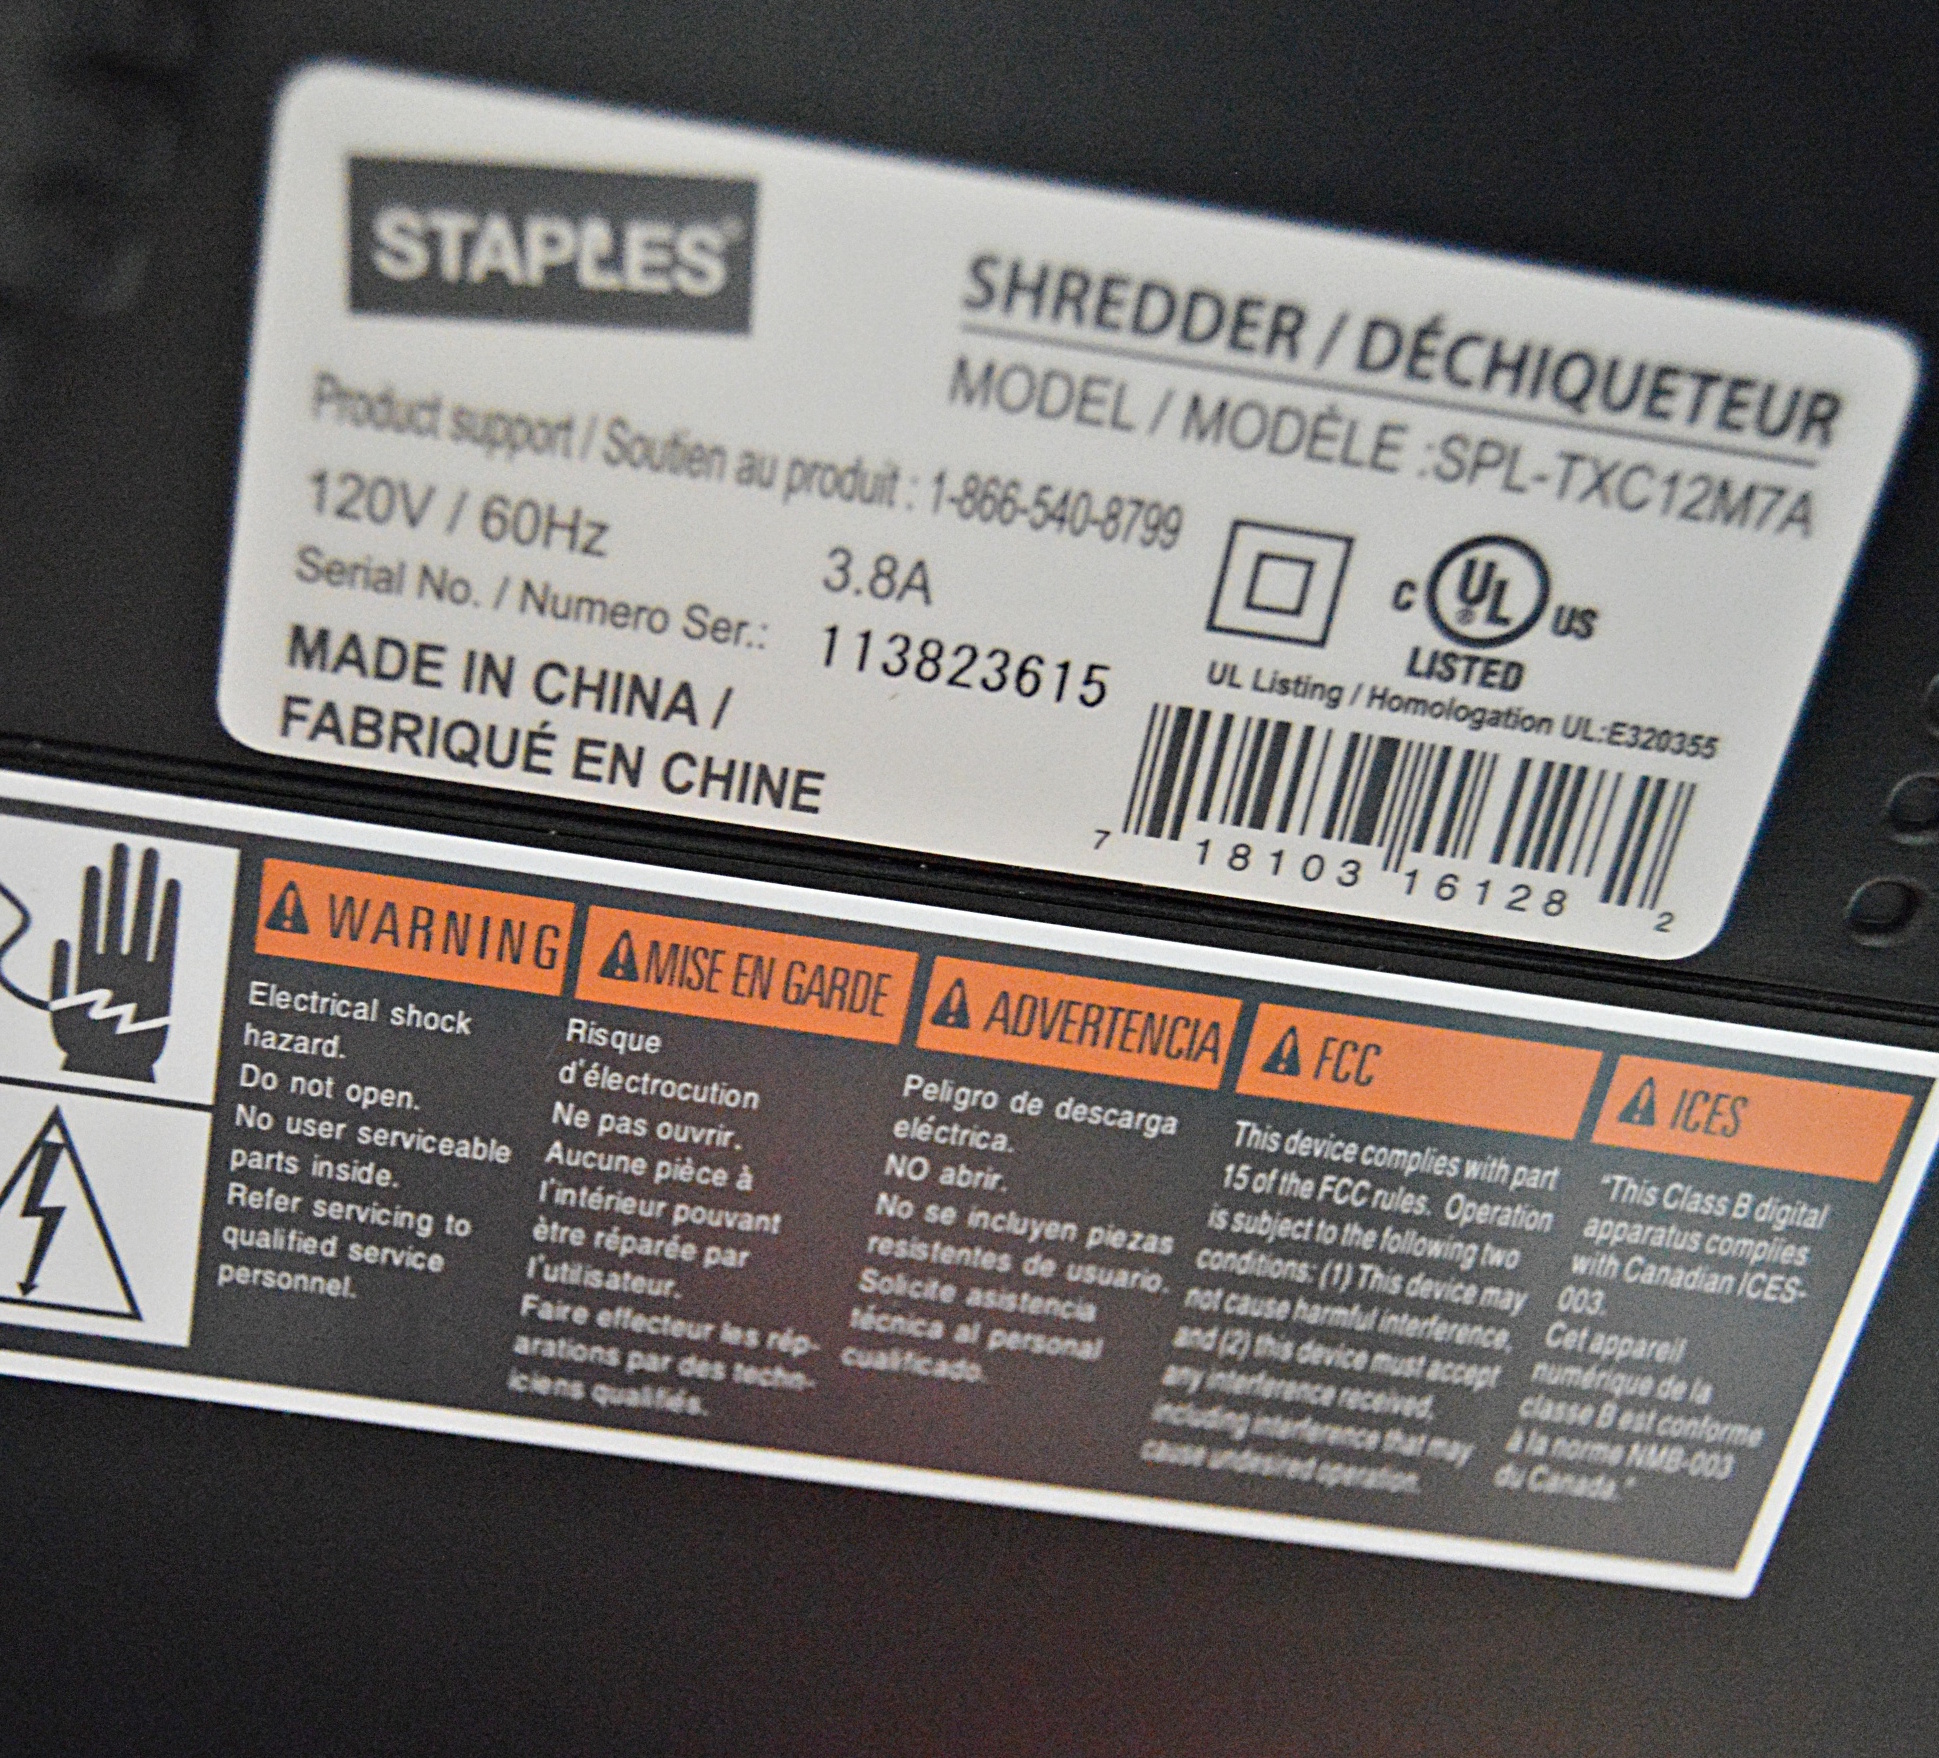 STAPLES®
SHREDDER / DÉCHIQUETEUR
MODEL / MODÈLE :SPL-TXC12M7A
Product support / Soutien au produit : 1-866-540-8799
120V / 60Hz 3.8A
Serial No. / Numero Ser.: 113823615
MADE IN CHINA /
FABRIQUÉ EN CHINE
C UL® US
LISTED
UL Listing / Homologation UL:E320355
7 18103 16128 2
WARNING
Electrical shock
hazard.
Do not open.
No user serviceable
parts inside.
Refer servicing to
qualified service
personnel.
MISE EN GARDE
Risque
d'électrocution
Ne pas ouvrir.
Aucune pièce à
l'intérieur pouvant
être réparée par
l'utilisateur.
Faire effecteur les rép-
arations par des techn-
iciens qualifiés.
ADVERTENCIA
Peligro de descarga
eléctrica.
NO abrir.
No se incluyen piezas
resistentes de usuario.
Solicite asistencia
técnica al personal
cualificado.
FCC
This device complies with part
15 of the FCC rules. Operation
is subject to the following two
conditions: (1) This device may
not cause harmful interference,
and (2) this device must accept
any interference received,
including interference that may
cause undesired operation.
ICES
"This Class B digital
apparatus complies
with Canadian ICES-
003.
Cet appareil
numérique de la
classe B est conforme
à la norme NMB-003
du Canada."